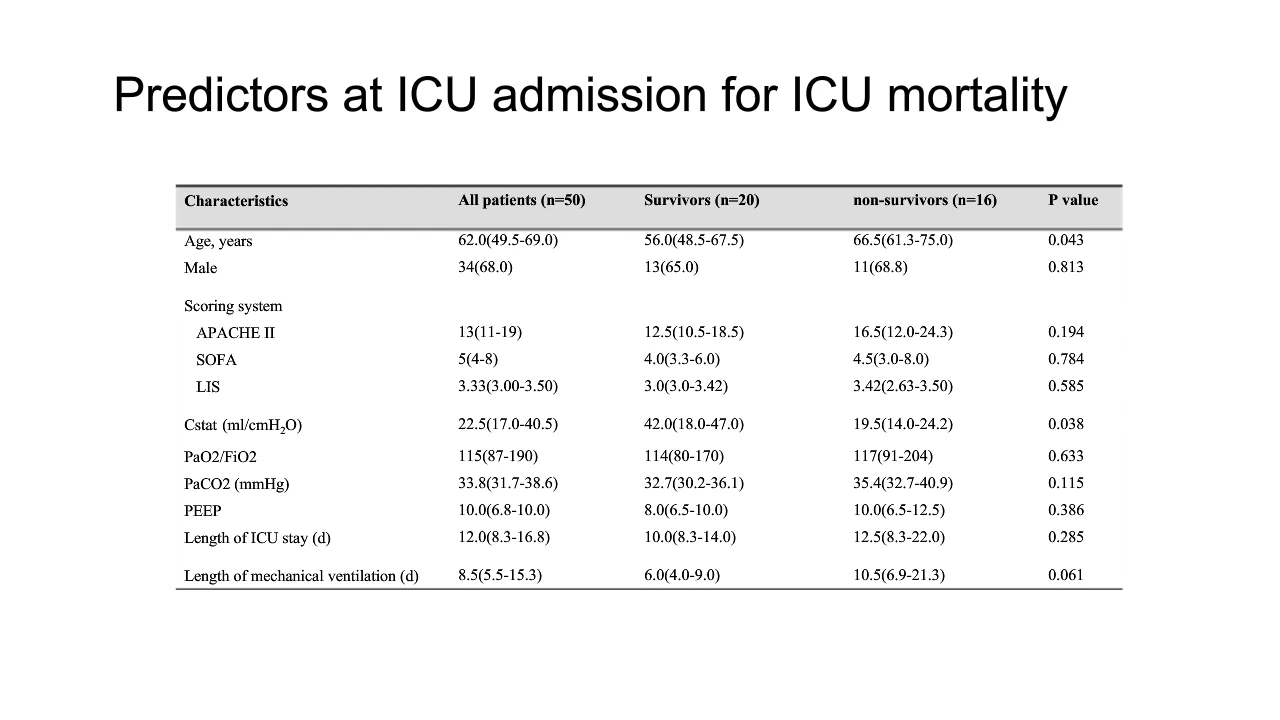 Predictors at ICU admission for ICU mortality
Characteristics All patients (n=50) Survivors (n=20) non-survivors (n=16) P value
Age, years 62.0(49.5-69.0) 56.0(48.5-67.5) 66.5(61.3-75.0) 0.043
Male 34(68.0) 13(65.0) 11(68.8) 0.813
Scoring system
APACHE II 13(11-19) 12.5(10.5-18.5) 16.5(12.0-24.3) 0.194
SOFA 5(4-8) 4.0(3.3-6.0) 4.5(3.0-8.0) 0.784
LIS 3.33(3.00-3.50) 3.0(3.0-3.42) 3.42(2.63-3.50) 0.585
Cstat (ml/cmH₂O) 22.5(17.0-40.5) 42.0(18.0-47.0) 19.5(14.0-24.2) 0.038
PaO2/FiO2 115(87-190) 114(80-170) 117(91-204) 0.633
PaCO2 (mmHg) 33.8(31.7-38.6) 32.7(30.2-36.1) 35.4(32.7-40.9) 0.115
PEEP 10.0(6.8-10.0) 8.0(6.5-10.0) 10.0(6.5-12.5) 0.386
Length of ICU stay (d) 12.0(8.3-16.8) 10.0(8.3-14.0) 12.5(8.3-22.0) 0.285
Length of mechanical ventilation (d) 8.5(5.5-15.3) 6.0(4.0-9.0) 10.5(6.9-21.3) 0.061